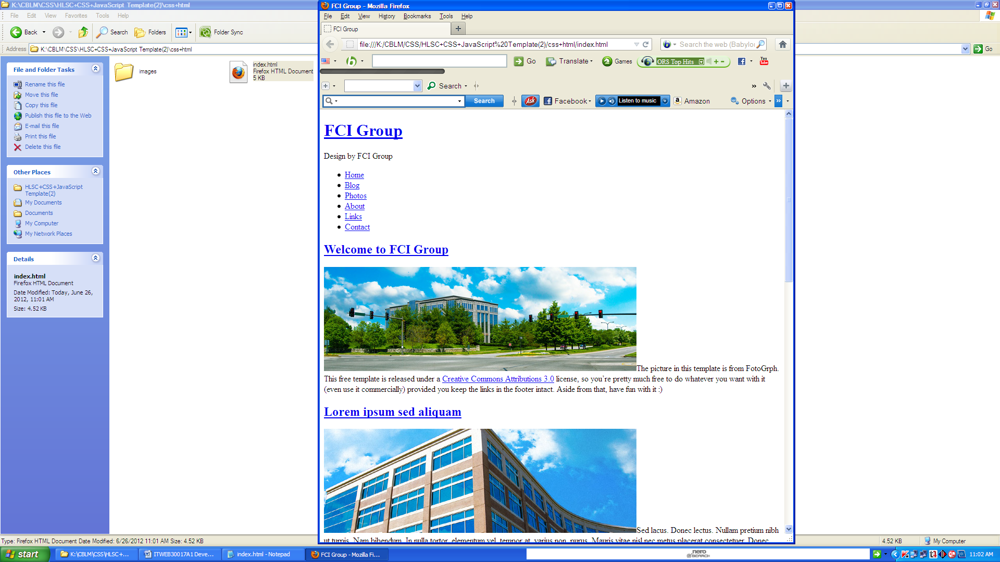 K:\CBLM\CSS\HLSC+CSS+JavaScript Template(2)\css+html
File Edit View Favorites Tools Help
Back Search Folders Folder Sync
Address K:\CBLM\CSS\HLSC+CSS+JavaScript Template(2)\css+html
Go
File and Folder Tasks
Rename this file
Move this file
Copy this file
Publish this file to the Web
E-mail this file
Print this file
Delete this file
Other Places
HLSC+CSS+JavaScript
Template(2)
My Documents
Documents
My Computer
My Network Places
Details
index.html
Firefox HTML Document
Date Modified: Today, June 26,
2012, 11:01 AM
Size: 4.52 KB
images
index.html
Firefox HTML Document
5 KB
FCI Group - Mozilla Firefox
File Edit View History Bookmarks Tools Help
FCI Group
file:///K:/CBLM/CSS/HLSC+CSS+JavaScript%20Template(2)/css+html/index.html
Search the web (Babylon
Go Translate Games ORS Top Hits You Tube
Search
Search Ask Facebook Listen to music Amazon Options
FCI Group
Design by FCI Group
Home
Blog
Photos
About
Links
Contact
Welcome to FCI Group
The picture in this template is from FotoGrph.
This free template is released under a Creative Commons Attributions 3.0 license, so you’re pretty much free to do whatever you want with it
(even use it commercially) provided you keep the links in the footer intact. Aside from that, have fun with it :)
Lorem ipsum sed aliquam
Sed lacus. Donec lectus. Nullam pretium nibh
ut turpis. Nam bibendum. In nulla tortor, elementum vel, tempor at, varius non, purus. Mauris vitae nisl nec metus placerat consectetuer. Donec
Type: Firefox HTML Document Date Modified: 6/26/2012 11:01 AM Size: 4.52 KB
4.52 KB My Computer
start K:\CBLM\CSS\HLSC+... ITWEB30017A1 Deve... index.html - Notepad FCI Group - Mozilla Fi... nero SEARCH 11:02 AM